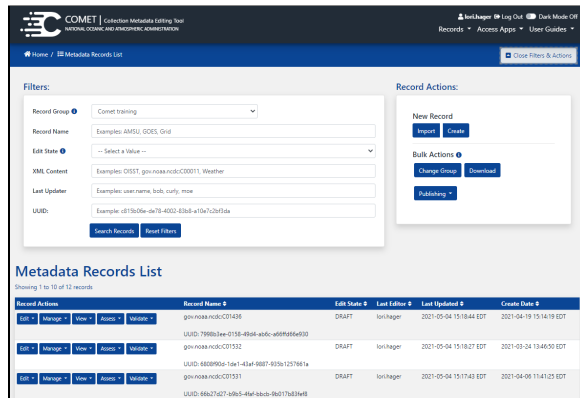 COMET | Collection Metadata Editing Tool
NATIONAL OCEANIC AND ATMOSPHERIC ADMINISTRATION
lori.hager Log Out Dark Mode Off
Records Access Apps User Guides
Home / Metadata Records List
Close Filters & Actions
Filters:
Record Group Comet training
Record Name Examples: AMSU, GOES, Grid
Edit State -- Select a Value --
XML Content Examples: OISST, gov.noaa.ncdc:C00011, Weather
Last Updater Examples: user.name, bob, curly, moe
UUID: Example: c819b06e-de78-4002-83b8-a10e7c2bf3da
Search Records Reset Filters
Record Actions:
New Record
Import Create
Bulk Actions
Change Group Download
Publishing
Metadata Records List
Showing 1 to 10 of 12 records
Record Actions Record Name Edit State Last Editor Last Updated Create Date
Edit Manage View Assess Validate gov.noaa.ncdc:C01436 DRAFT lori.hager 2021-05-04 15:18:44 EDT 2021-04-19 15:14:19 EDT
UUID: 7998b3ee-0158-49d4-ab6c-a66ffd66e930
Edit Manage View Assess Validate gov.noaa.ncdc:C01532 DRAFT lori.hager 2021-05-04 15:18:27 EDT 2021-03-24 13:46:50 EDT
UUID: 6808f90d-1de1-43af-9887-935b1257661a
Edit Manage View Assess Validate gov.noaa.ncdc:C01531 DRAFT lori.hager 2021-05-04 15:17:43 EDT 2021-04-06 11:41:25 EDT
UUID: 66b27d27-b9b5-4fef-bbcb-9b017b83fef8